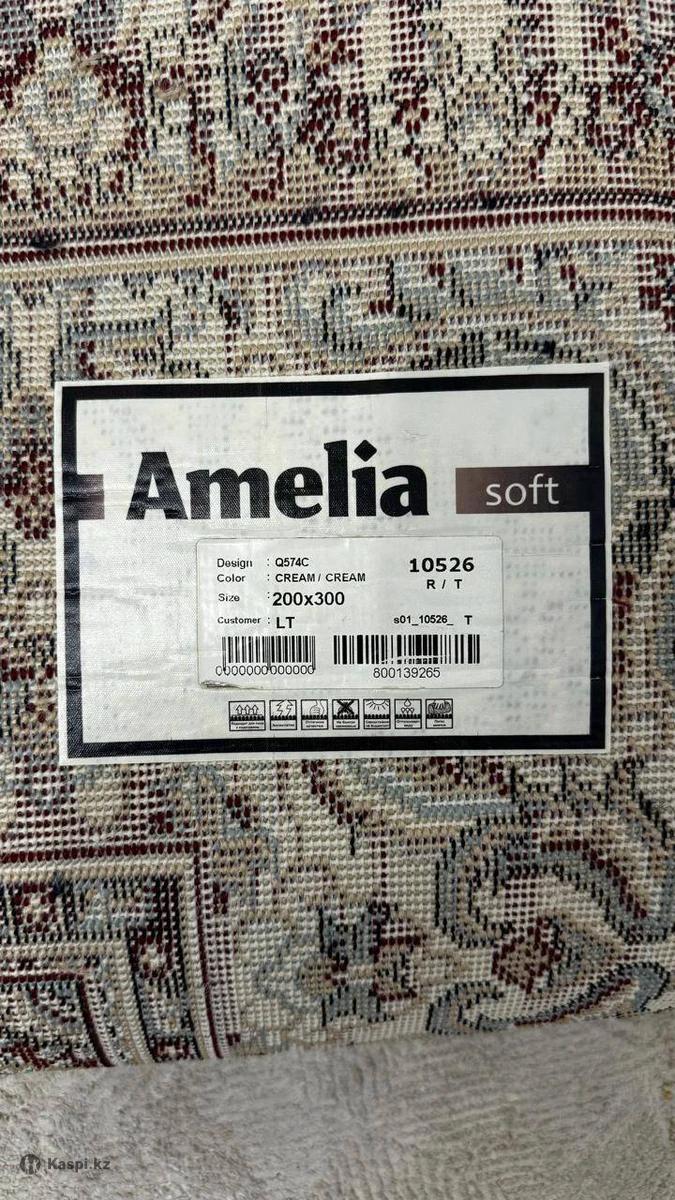 Amelia
soft
Design : Q574C
10526
Color : CREAM / CREAM
R / T
Size : 200x300
Customer : LT
s01_10526_ T
0000000000000
800139265
Kaspi.kz